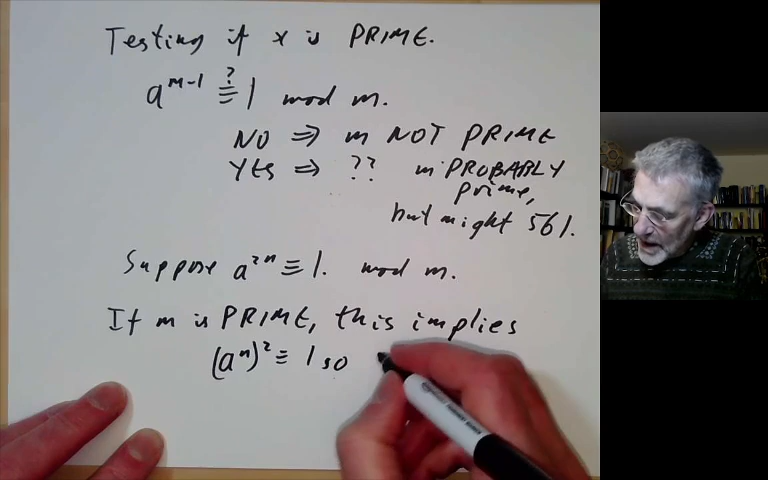 Testing if x is PRIME.
a^{m-1} ≟≡ 1 mod m.
NO ⇒ m NOT PRIME
YES ⇒ ?? m PROBABLY
prime,
but might 561.
Suppose a^{2n} ≡ 1. mod m.
If m is PRIME, this implies
(a^n)^2 ≡ 1 so